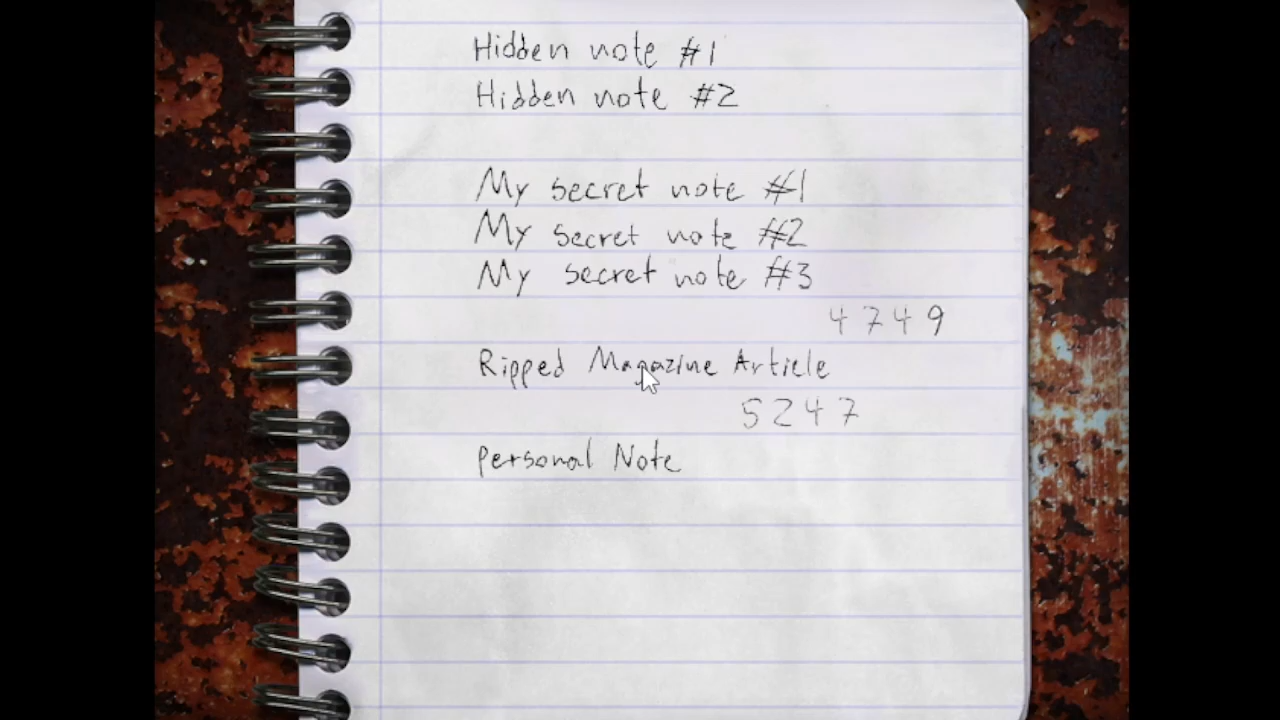 Hidden note #1
Hidden note #2
My secret note #1
My secret note #2
My secret note #3
4749
Ripped Magazine Article
5247
Personal Note